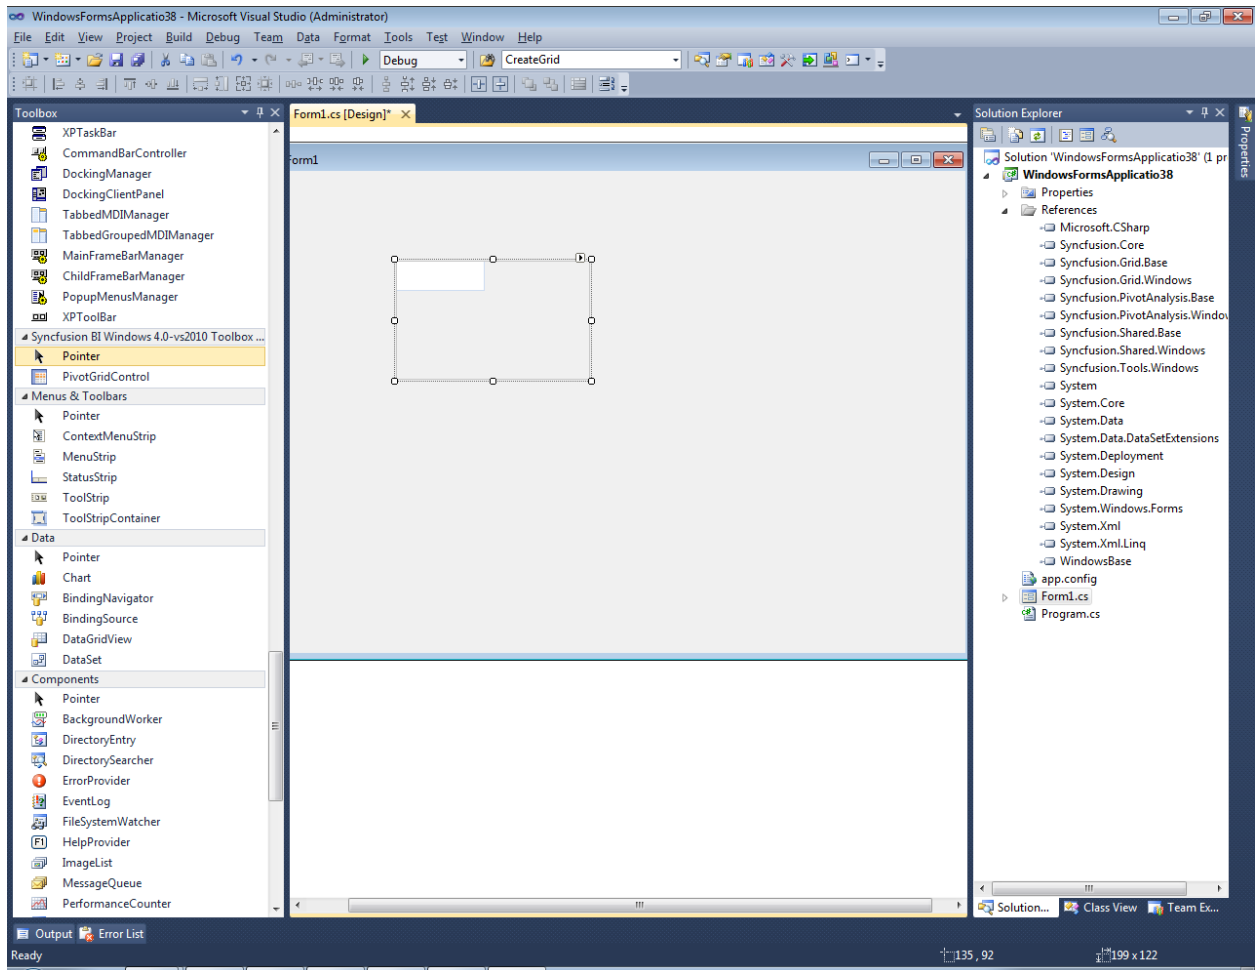 WindowsFormsApplicatio38 - Microsoft Visual Studio (Administrator)
File Edit View Project Build Debug Team Data Format Tools Test Window Help
Debug CreateGrid
Toolbox
XPTaskBar
CommandBarController
DockingManager
DockingClientPanel
TabbedMDIManager
TabbedGroupedMDIManager
MainFrameBarManager
ChildFrameBarManager
PopupMenusManager
XPToolBar
Syncfusion BI Windows 4.0-vs2010 Toolbox ...
Pointer
PivotGridControl
Menus & Toolbars
Pointer
ContextMenuStrip
MenuStrip
StatusStrip
ToolStrip
ToolStripContainer
Data
Pointer
Chart
BindingNavigator
BindingSource
DataGridView
DataSet
Components
Pointer
BackgroundWorker
DirectoryEntry
DirectorySearcher
ErrorProvider
EventLog
FileSystemWatcher
HelpProvider
ImageList
MessageQueue
PerformanceCounter
Form1.cs [Design]*
Form1
Solution Explorer
Solution 'WindowsFormsApplicatio38' (1 pr
WindowsFormsApplicatio38
Properties
References
Microsoft.CSharp
Syncfusion.Core
Syncfusion.Grid.Base
Syncfusion.Grid.Windows
Syncfusion.PivotAnalysis.Base
Syncfusion.PivotAnalysis.Window
Syncfusion.Shared.Base
Syncfusion.Shared.Windows
Syncfusion.Tools.Windows
System
System.Core
System.Data
System.Data.DataSetExtensions
System.Deployment
System.Design
System.Drawing
System.Windows.Forms
System.Xml
System.Xml.Linq
WindowsBase
app.config
Form1.cs
Program.cs
Solution... Class View Team Ex...
Properties
Output Error List
Ready 135 , 92 199 x 122